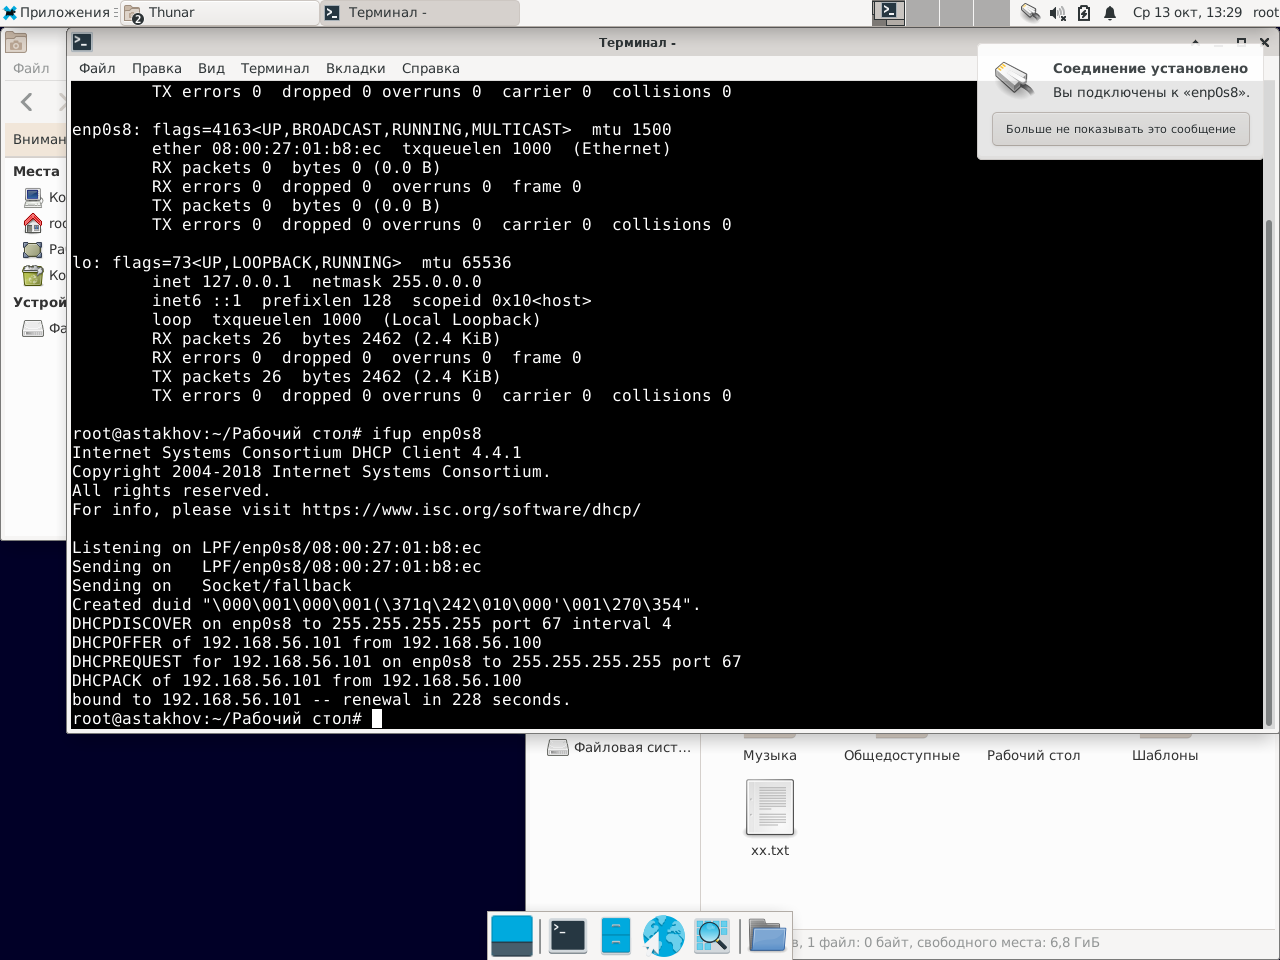 Приложения
2
Thunar
Терминал -
Ср 13 окт, 13:29
root
Терминал -
Файл
Файл Правка Вид Терминал Вкладки Справка
Соединение установлено
Вы подключены к «enp0s8».
Больше не показывать это сообщение
Места
Устрой
TX errors 0  dropped 0 overruns 0  carrier 0  collisions 0
enp0s8: flags=4163<UP,BROADCAST,RUNNING,MULTICAST>  mtu 1500
ether 08:00:27:01:b8:ec  txqueuelen 1000  (Ethernet)
RX packets 0  bytes 0 (0.0 B)
RX errors 0  dropped 0  overruns 0  frame 0
TX packets 0  bytes 0 (0.0 B)
TX errors 0  dropped 0 overruns 0  carrier 0  collisions 0
lo: flags=73<UP,LOOPBACK,RUNNING>  mtu 65536
inet 127.0.0.1  netmask 255.0.0.0
inet6 ::1  prefixlen 128  scopeid 0x10<host>
loop  txqueuelen 1000  (Local Loopback)
RX packets 26  bytes 2462 (2.4 KiB)
RX errors 0  dropped 0  overruns 0  frame 0
TX packets 26  bytes 2462 (2.4 KiB)
TX errors 0  dropped 0 overruns 0  carrier 0  collisions 0
root@astakhov:~/Рабочий стол# ifup enp0s8
Internet Systems Consortium DHCP Client 4.4.1
Copyright 2004-2018 Internet Systems Consortium.
All rights reserved.
For info, please visit https://www.isc.org/software/dhcp/
Listening on LPF/enp0s8/08:00:27:01:b8:ec
Sending on   LPF/enp0s8/08:00:27:01:b8:ec
Sending on   Socket/fallback
Created duid "\000\001\000\001(\371q\242\010\000'\001\270\354".
DHCPDISCOVER on enp0s8 to 255.255.255.255 port 67 interval 4
DHCPOFFER of 192.168.56.101 from 192.168.56.100
DHCPREQUEST for 192.168.56.101 on enp0s8 to 255.255.255.255 port 67
DHCPACK of 192.168.56.101 from 192.168.56.100
bound to 192.168.56.101 -- renewal in 228 seconds.
root@astakhov:~/Рабочий стол#
Файловая сист...
Музыка Общедоступные Рабочий стол Шаблоны
xx.txt
, 1 файл: 0 байт, свободного места: 6,8 ГиБ